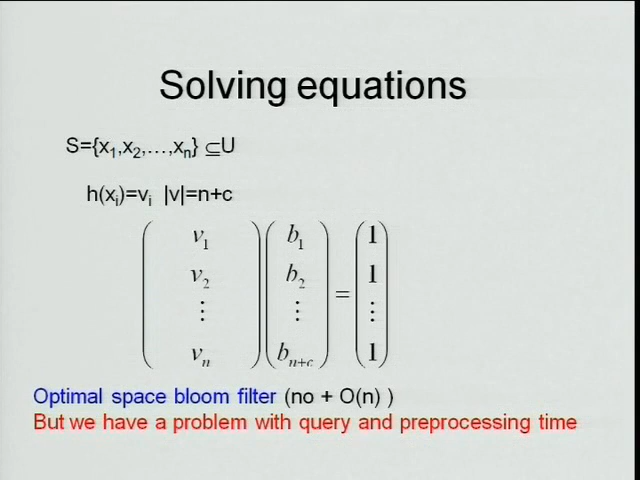 Solving equations
S={x1,x2,…,xn} ⊆U
h(xi)=vi |v|=n+c
v1 b1 1
v2 b2 1
⋮ ⋮ = ⋮
vn bn+c 1
Optimal space bloom filter (no + O(n) )
But we have a problem with query and preprocessing time